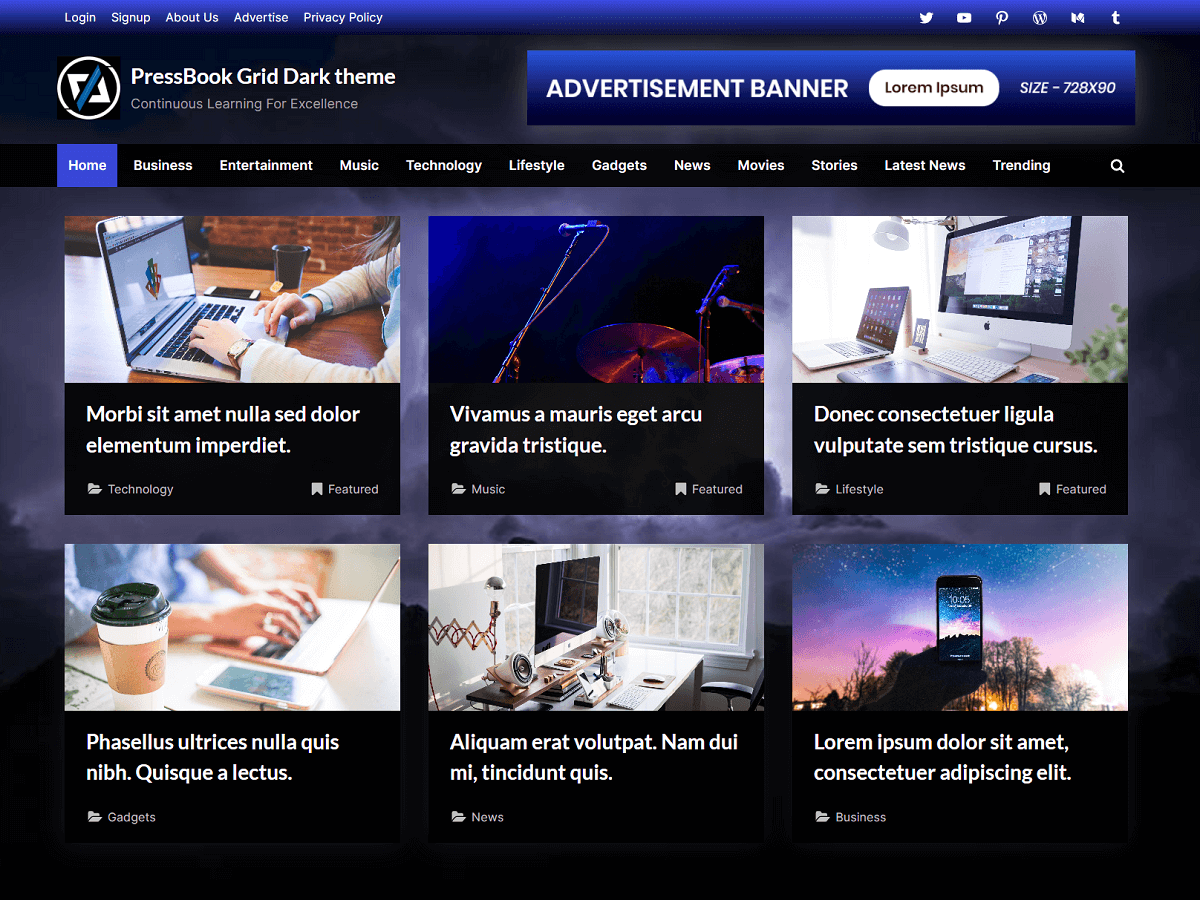 Login Signup About Us Advertise Privacy Policy
PressBook Grid Dark theme
Continuous Learning For Excellence
ADVERTISEMENT BANNER Lorem Ipsum SIZE - 728X90
Home Business Entertainment Music Technology Lifestyle Gadgets News Movies Stories Latest News Trending
Morbi sit amet nulla sed dolor
elementum imperdiet.
Technology Featured
Vivamus a mauris eget arcu
gravida tristique.
Music Featured
Donec consectetuer ligula
vulputate sem tristique cursus.
Lifestyle Featured
Phasellus ultrices nulla quis
nibh. Quisque a lectus.
Gadgets
Aliquam erat volutpat. Nam dui
mi, tincidunt quis.
News
10:05
Lorem ipsum dolor sit amet,
consectetuer adipiscing elit.
Business